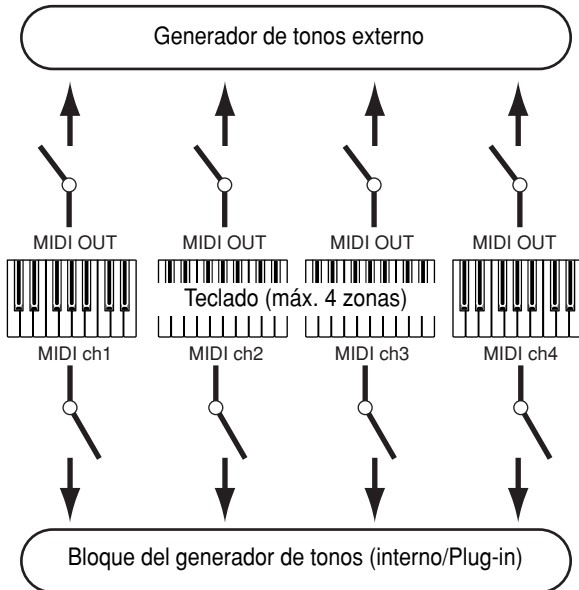 Generador de tonos externo
MIDI OUT MIDI OUT MIDI OUT MIDI OUT
Teclado (máx. 4 zonas)
MIDI ch1 MIDI ch2 MIDI ch3 MIDI ch4
Bloque del generador de tonos (interno/Plug-in)